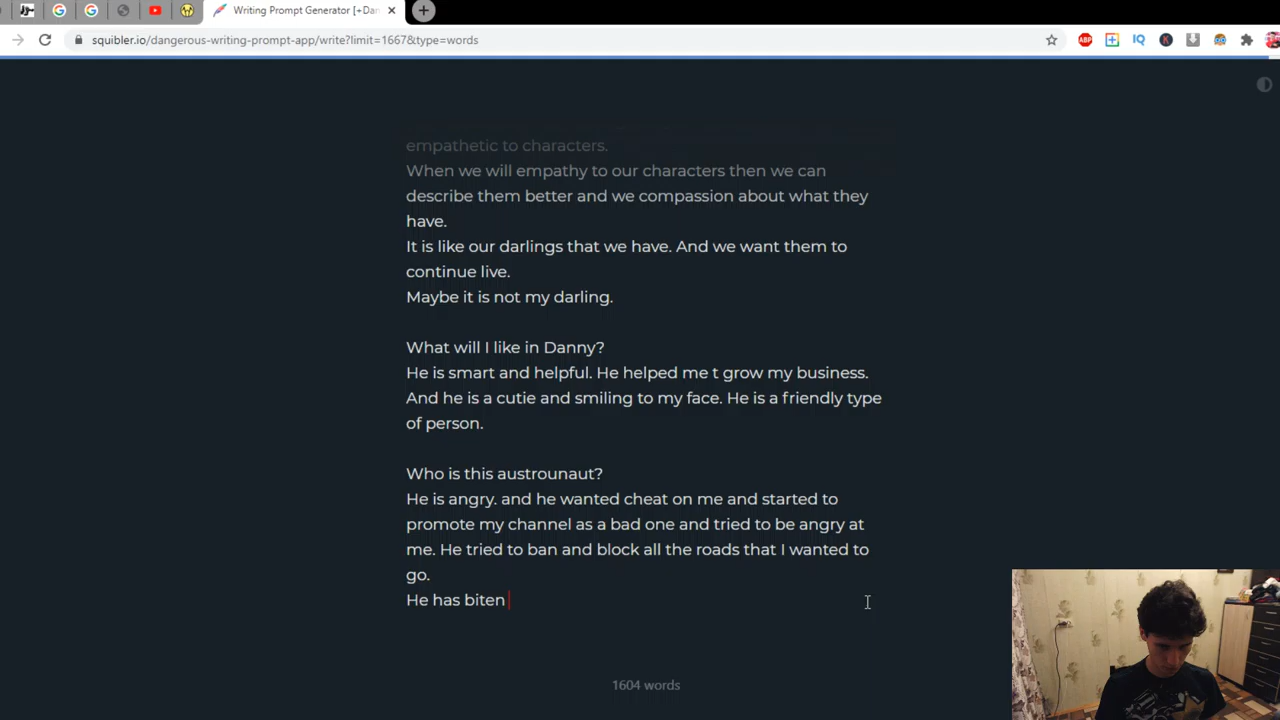 Writing Prompt Generator [+Dan
squibler.io/dangerous-writing-prompt-app/write?limit=1667&type=words
ABP
IQ
K
empathetic to characters.
When we will empathy to our characters then we can
describe them better and we compassion about what they
have.
It is like our darlings that we have. And we want them to
continue live.
Maybe it is not my darling.
What will I like in Danny?
He is smart and helpful. He helped me t grow my business.
And he is a cutie and smiling to my face. He is a friendly type
of person.
Who is this austrounaut?
He is angry. and he wanted cheat on me and started to
promote my channel as a bad one and tried to be angry at
me. He tried to ban and block all the roads that I wanted to
go.
He has biten
1604 words